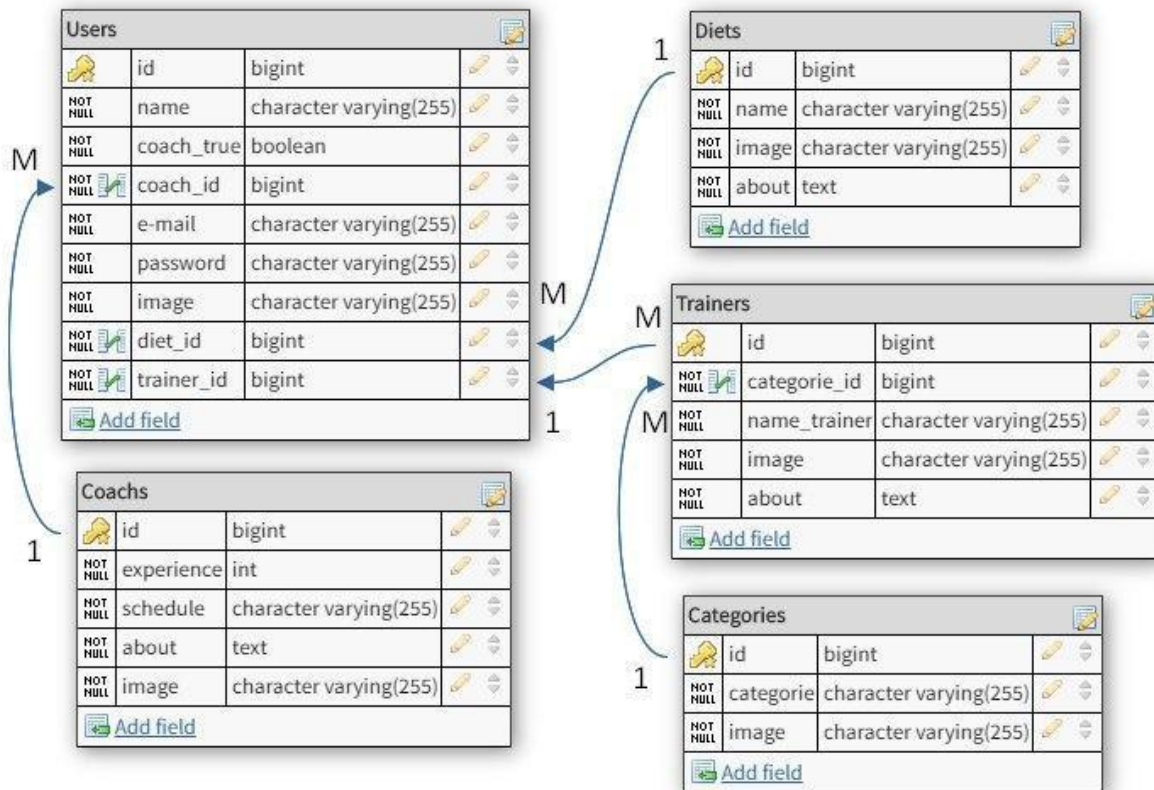 Users
id bigint
NOT NULL name character varying(255)
NOT NULL coach_true boolean
NOT NULL coach_id bigint
NOT NULL e-mail character varying(255)
NOT NULL password character varying(255)
NOT NULL image character varying(255)
NOT NULL diet_id bigint
NOT NULL trainer_id bigint
Add field
M
1
Coachs
id bigint
NOT NULL experience int
NOT NULL schedule character varying(255)
NOT NULL about text
NOT NULL image character varying(255)
Add field
1
M
Diets
id bigint
NOT NULL name character varying(255)
NOT NULL image character varying(255)
NOT NULL about text
Add field
M
1
Trainers
id bigint
NOT NULL categorie_id bigint
NOT NULL name_trainer character varying(255)
NOT NULL image character varying(255)
NOT NULL about text
Add field
M
1
Categories
id bigint
NOT NULL categorie character varying(255)
NOT NULL image character varying(255)
Add field